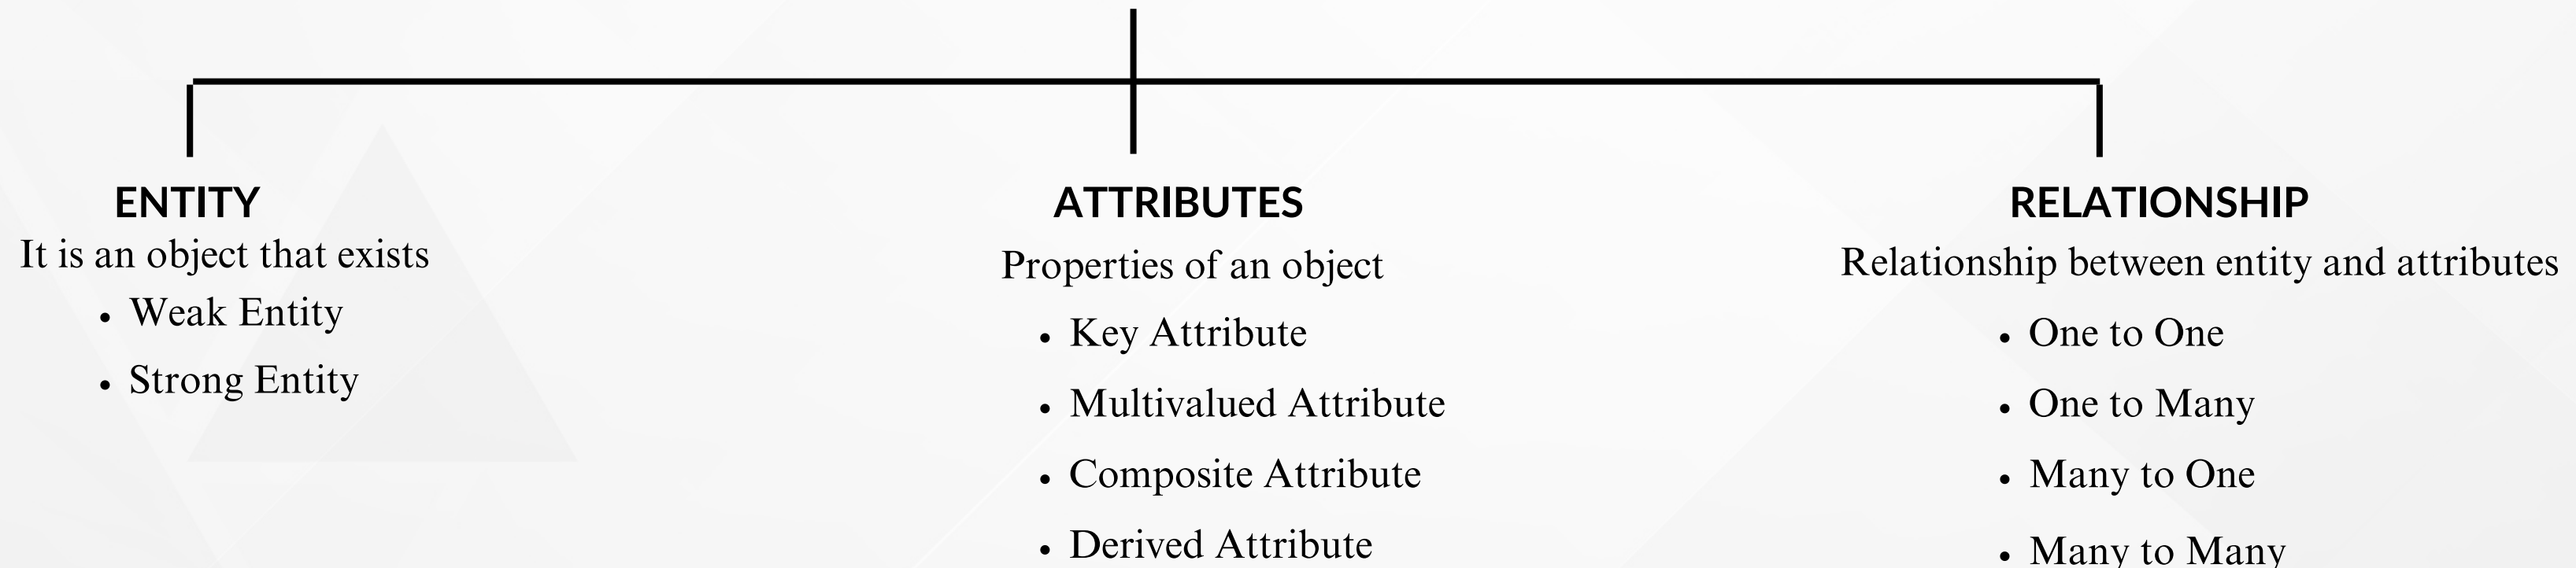 ENTITY
It is an object that exists
• Weak Entity
• Strong Entity
ATTRIBUTES
Properties of an object
• Key Attribute
• Multivalued Attribute
• Composite Attribute
• Derived Attribute
RELATIONSHIP
Relationship between entity and attributes
• One to One
• One to Many
• Many to One
• Many to Many